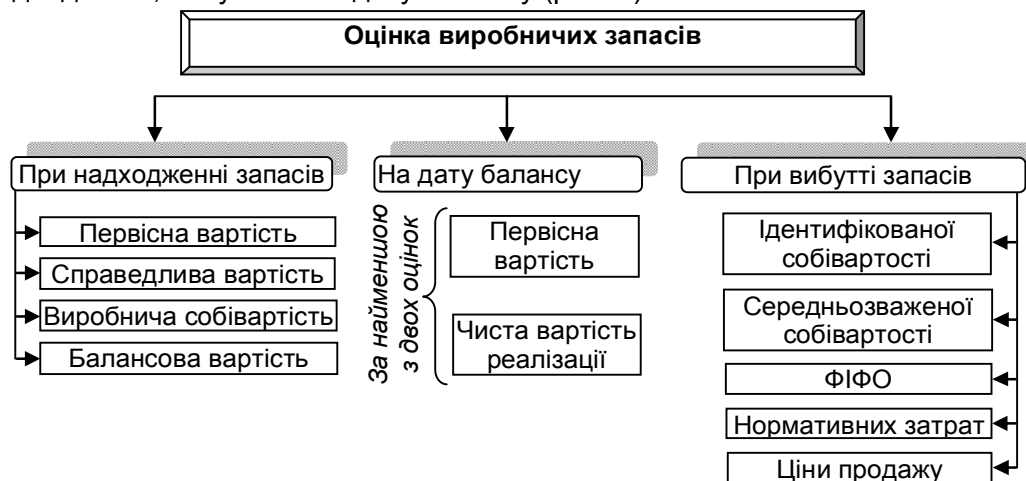 Оцінка виробничих запасів
При надходженні запасів
Первісна вартість
Справедлива вартість
Виробнича собівартість
Балансова вартість
На дату балансу
За найменшою
з двох оцінок
Первісна
вартість
Чиста вартість
реалізації
При вибутті запасів
Ідентифікованої
собівартості
Середньозваженої
собівартості
ФІФО
Нормативних затрат
Ціни продажу